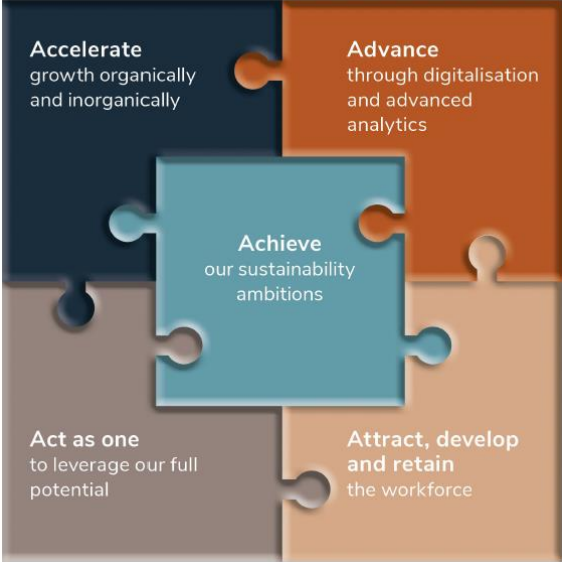 Accelerate
growth organically
and inorganically
Advance
through digitalisation
and advanced
analytics
Achieve
our sustainability
ambitions
Act as one
to leverage our full
potential
Attract, develop
and retain
the workforce